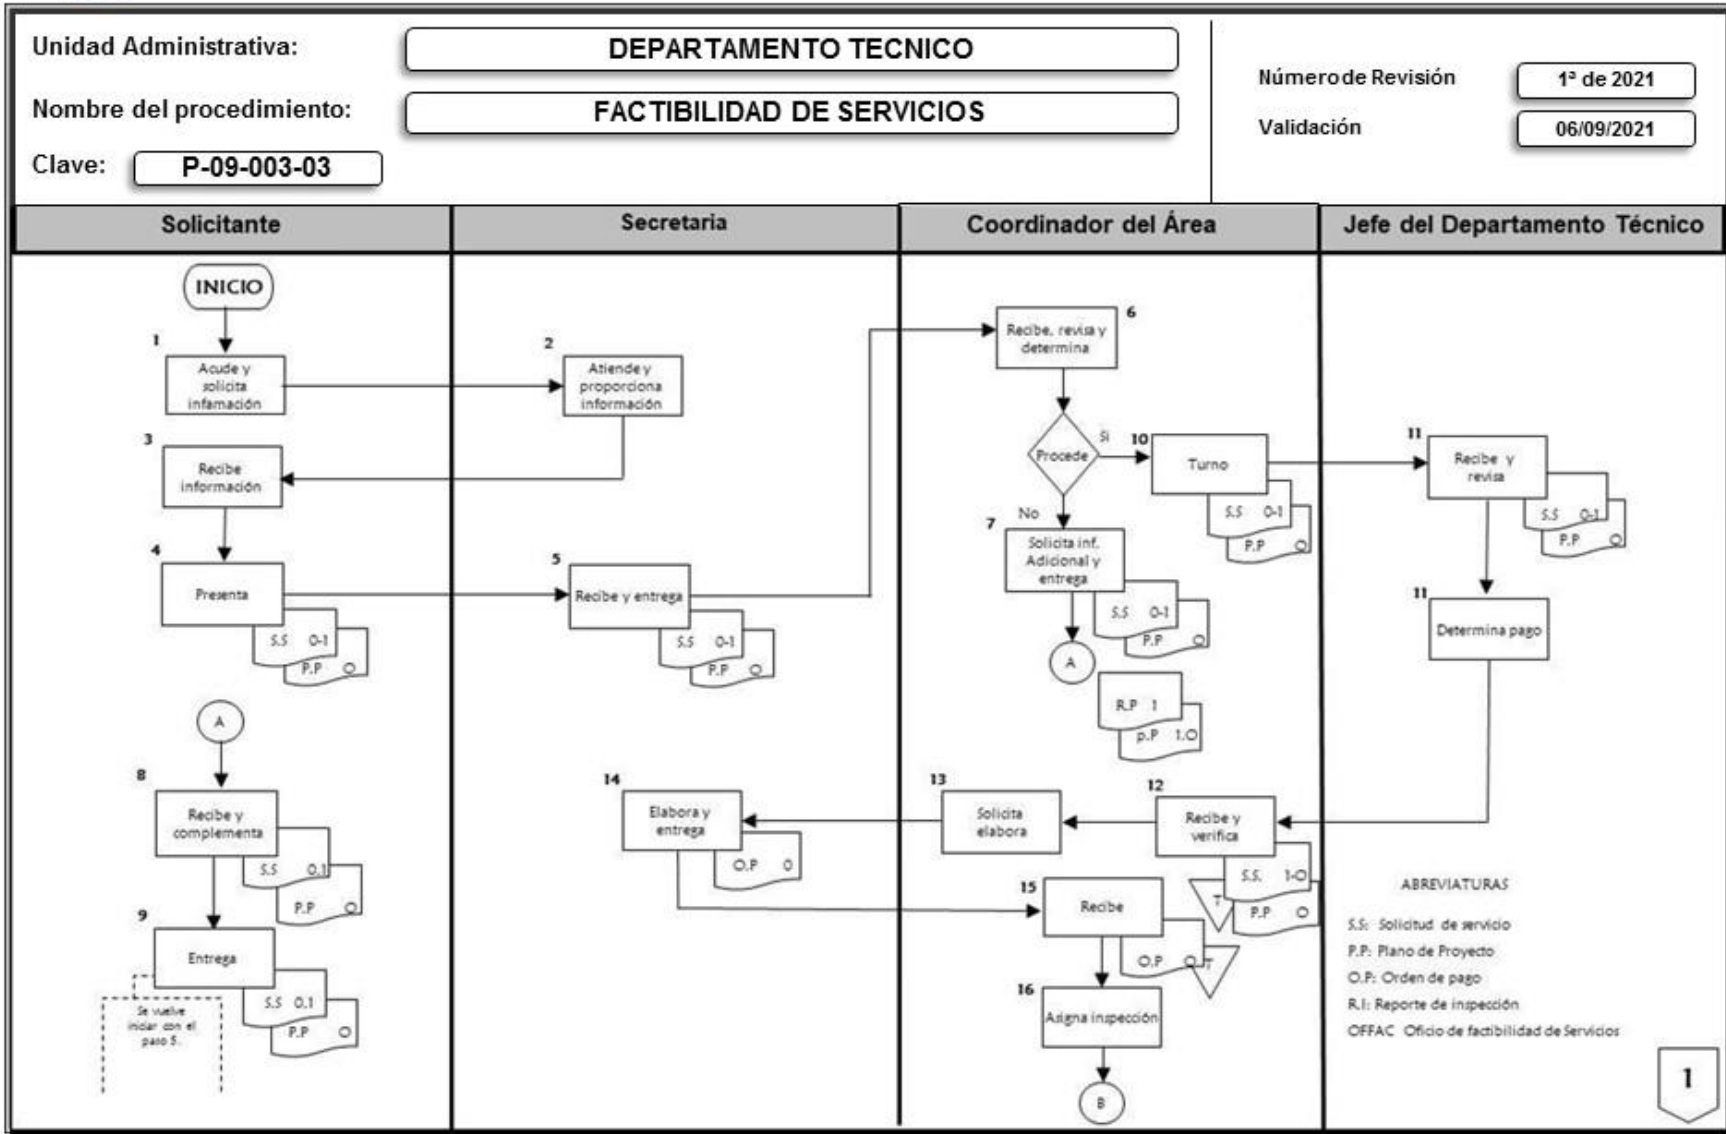 Unidad Administrativa:
DEPARTAMENTO TECNICO
Nombre del procedimiento:
FACTIBILIDAD DE SERVICIOS
Clave:
P-09-003-03
Número de Revisión
1ª de 2021
Validación
06/09/2021
Solicitante
Secretaria
Coordinador del Área
Jefe del Departamento Técnico
INICIO
1
Acude y
solicita
infamación
2
Atiende y
proporciona
información
3
Recibe
información
4
Presenta
S.S 0-1
P.P O
5
Recibe y entrega
S.S 0-1
P.P O
6
Recibe, revisa y
determina
Procede
Si
No
10
Turno
S.S 0-1
P.P O
7
Solicita inf.
Adicional y
entrega
S.S 0-1
P.P O
A
R.P 1
p.P 1.O
11
Recibe y
revisa
S.S 0-1
P.P O
11
Determina pago
A
8
Recibe y
complementa
S.S 0.1
P.P O
9
Entrega
S.S 0.1
P.P O
Se vuelve
iniciar con el
paso 5.
14
Elabora y
entrega
O.P 0
13
Solicita
elabora
12
Recibe y
verifica
S.S. 1-O
P.P O
T
15
Recibe
O.P O
T
16
Asigna inspección
B
ABREVIATURAS
S.S: Solicitud de servicio
P.P: Plano de Proyecto
O.P: Orden de pago
R.I: Reporte de inspección
OFFAC Oficio de factibilidad de Servicios
1